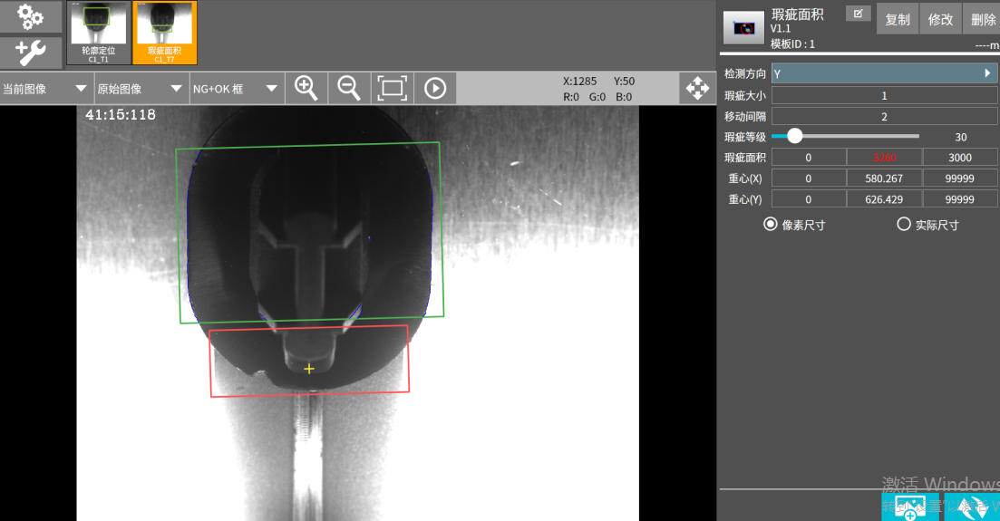 轮廓定位
C1_T1
瑕疵面积
C1_T7
当前图像
原始图像
NG+OK 框
X:1285 Y:50
R:0 G:0 B:0
41:15:118
瑕疵面积
V1.1
模板ID : 1
复制
修改
删除
----m
检测方向 Y
瑕疵大小 1
移动间隔 2
瑕疵等级 30
瑕疵面积 0 3260 3000
重心(X) 0 580.267 99999
重心(Y) 0 626.429 99999
像素尺寸
实际尺寸
激活 Windows